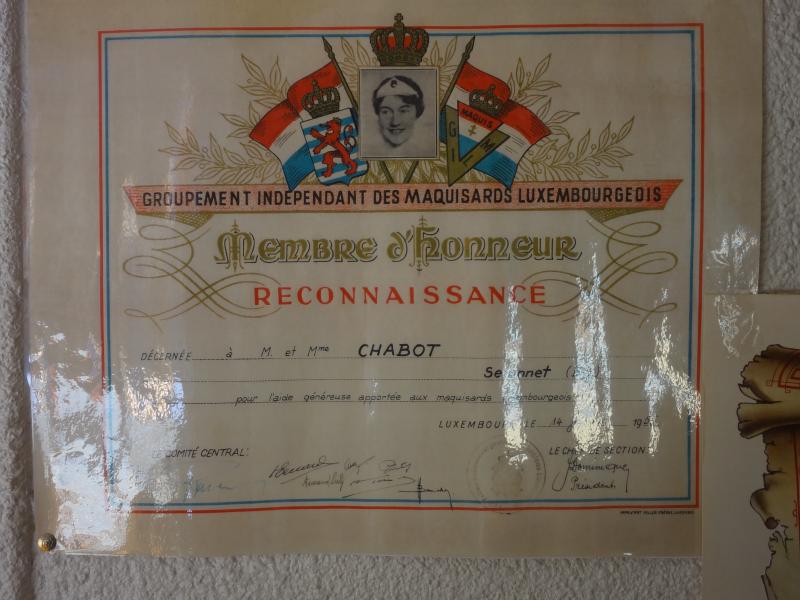 MAQUIS
G M
I L
GROUPEMENT INDEPENDANT DES MAQUISARDS LUXEMBOURGEOIS
MEMBRE d'HONNEUR
RECONNAISSANCE
DÉCERNÉE à M. et Mme CHABOT
pour l'aide généreuse apportée aux maquisards
LUXEMBOURG, LE 14
LE COMITÉ CENTRAL:
LE CHEF DE SECTION
Président